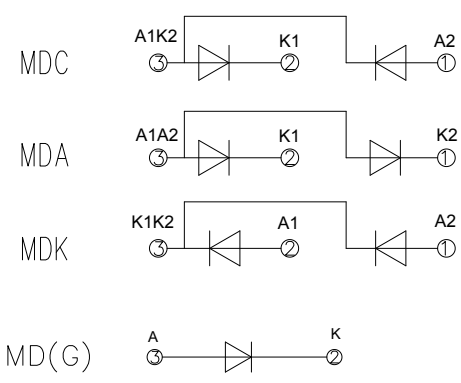 MDC A1K2 ③ K1 ② A2 ①
MDA A1A2 ③ K1 ② K2 ①
MDK K1K2 ③ A1 ② A2 ①
MD(G) A ③ K ②